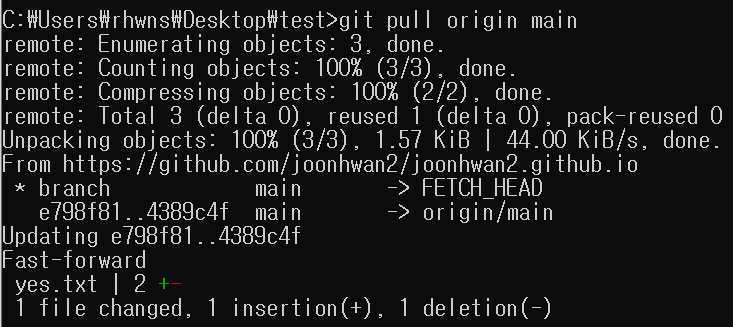 C:₩Users₩rhwns₩Desktop₩test>git pull origin main
remote: Enumerating objects: 3, done.
remote: Counting objects: 100% (3/3), done.
remote: Compressing objects: 100% (2/2), done.
remote: Total 3 (delta 0), reused 1 (delta 0), pack-reused 0
Unpacking objects: 100% (3/3), 1.57 KiB | 44.00 KiB/s, done.
From https://github.com/joonhwan2/joonhwan2.github.io
 * branch            main       -> FETCH_HEAD
   e798f81..4389c4f  main       -> origin/main
Updating e798f81..4389c4f
Fast-forward
 yes.txt | 2 +-
 1 file changed, 1 insertion(+), 1 deletion(-)